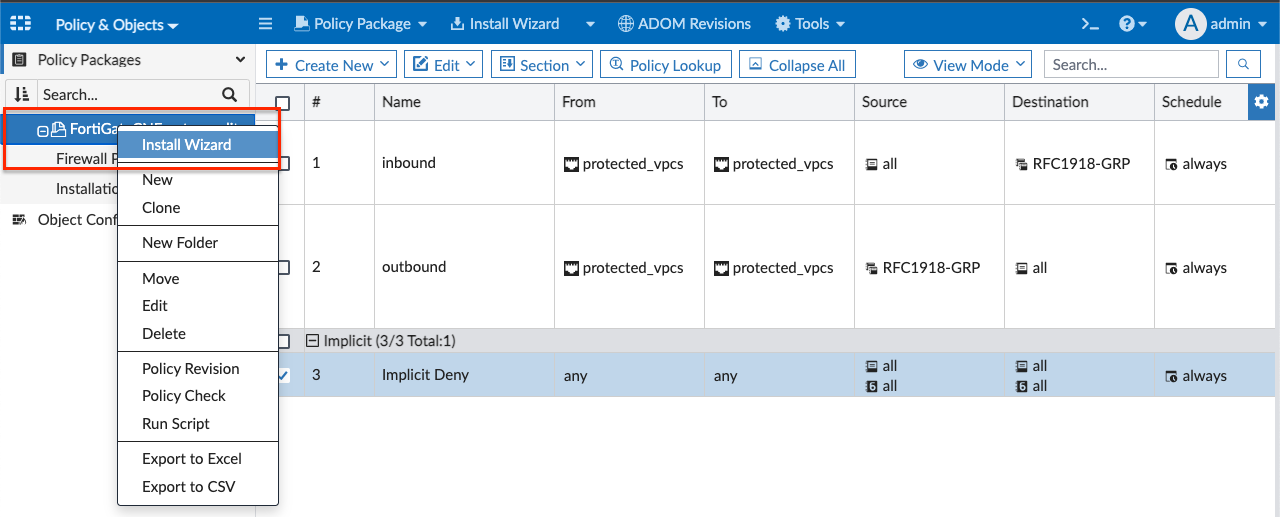 Policy & Objects Policy Package Install Wizard ADOM Revisions Tools >_ ? A admin
Policy Packages Create New Edit Section Policy Lookup Collapse All View Mode Search...
Search... # Name From To Source Destination Schedule
Install Wizard
Firewall 1 inbound protected_vpcs protected_vpcs all RFC1918-GRP always
New
Object
Clone
New Folder
2 outbound protected_vpcs protected_vpcs RFC1918-GRP all always
Move
Edit
Delete
Implicit (3/3 Total:1)
Policy Revision
3 Implicit Deny any any all all always
6 all 6 all
Policy Check
Run Script
Export to Excel
Export to CSV